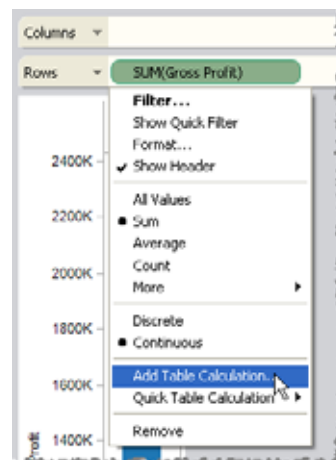 Columns
Rows SUM(Gross Profit)
Filter...
Show Quick Filter
Format...
Show Header
All Values
Sum
Average
Count
More
Discrete
Continuous
Add Table Calculation...
Quick Table Calculation
Remove
2400K
2200K
2000K
1800K
1600K
1400K
Profit